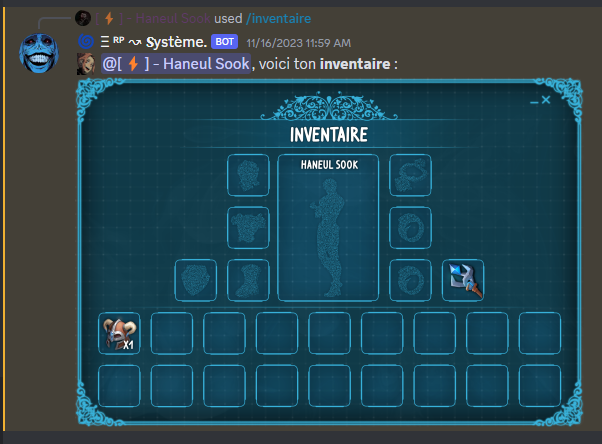 [⚡] - Haneul Sook used /inventaire
Ξ ᴿᴾ ↝ Système. BOT 11/16/2023 11:59 AM
@[ ⚡ ] - Haneul Sook, voici ton inventaire :
INVENTAIRE
HANEUL SOOK
X1